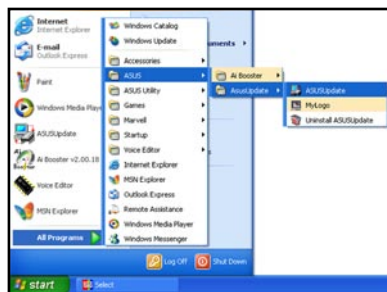 Internet
Internet Explorer
E-mail
Outlook Express
Paint
Windows Media Play
ASUSUpdate
Ai Booster v2.00.18
Voice Editor
MSN Explorer
All Programs
Windows Catalog
Windows Update
Accessories
ASUS
ASUS Utility
Games
Marvell
Startup
Voice Editor
Internet Explorer
MSN Explorer
Outlook Express
Remote Assistance
Windows Media Player
Windows Messenger
uments
Ai Booster
AsusUpdate
ASUSUpdate
MyLogo
Uninstall ASUSUpdate
Log Off
Shut Down
start
Select